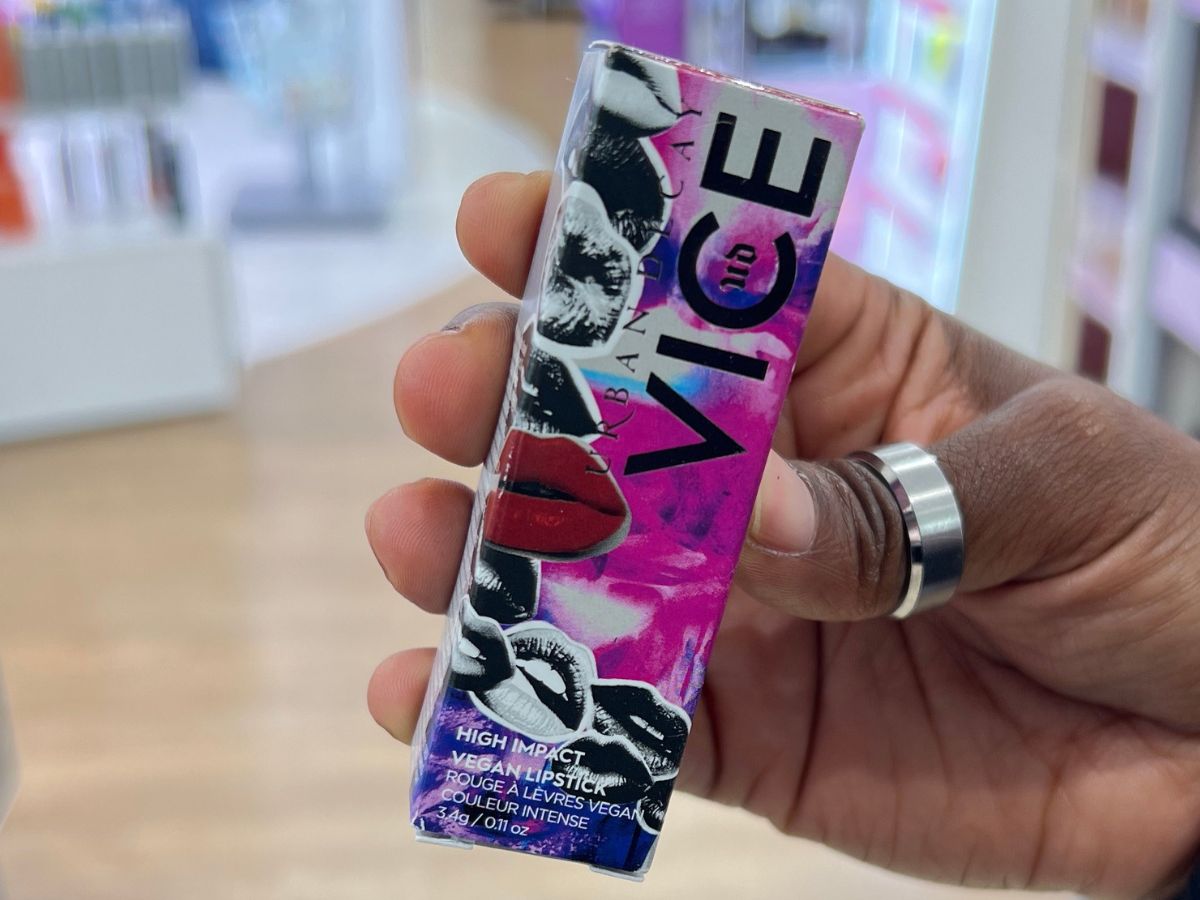 URBAN DECAY
VICE
UD
HIGH IMPACT
VEGAN LIPSTICK
ROUGE À LÈVRES VEGAN
COULEUR INTENSE
3.4g / 0.11 oz